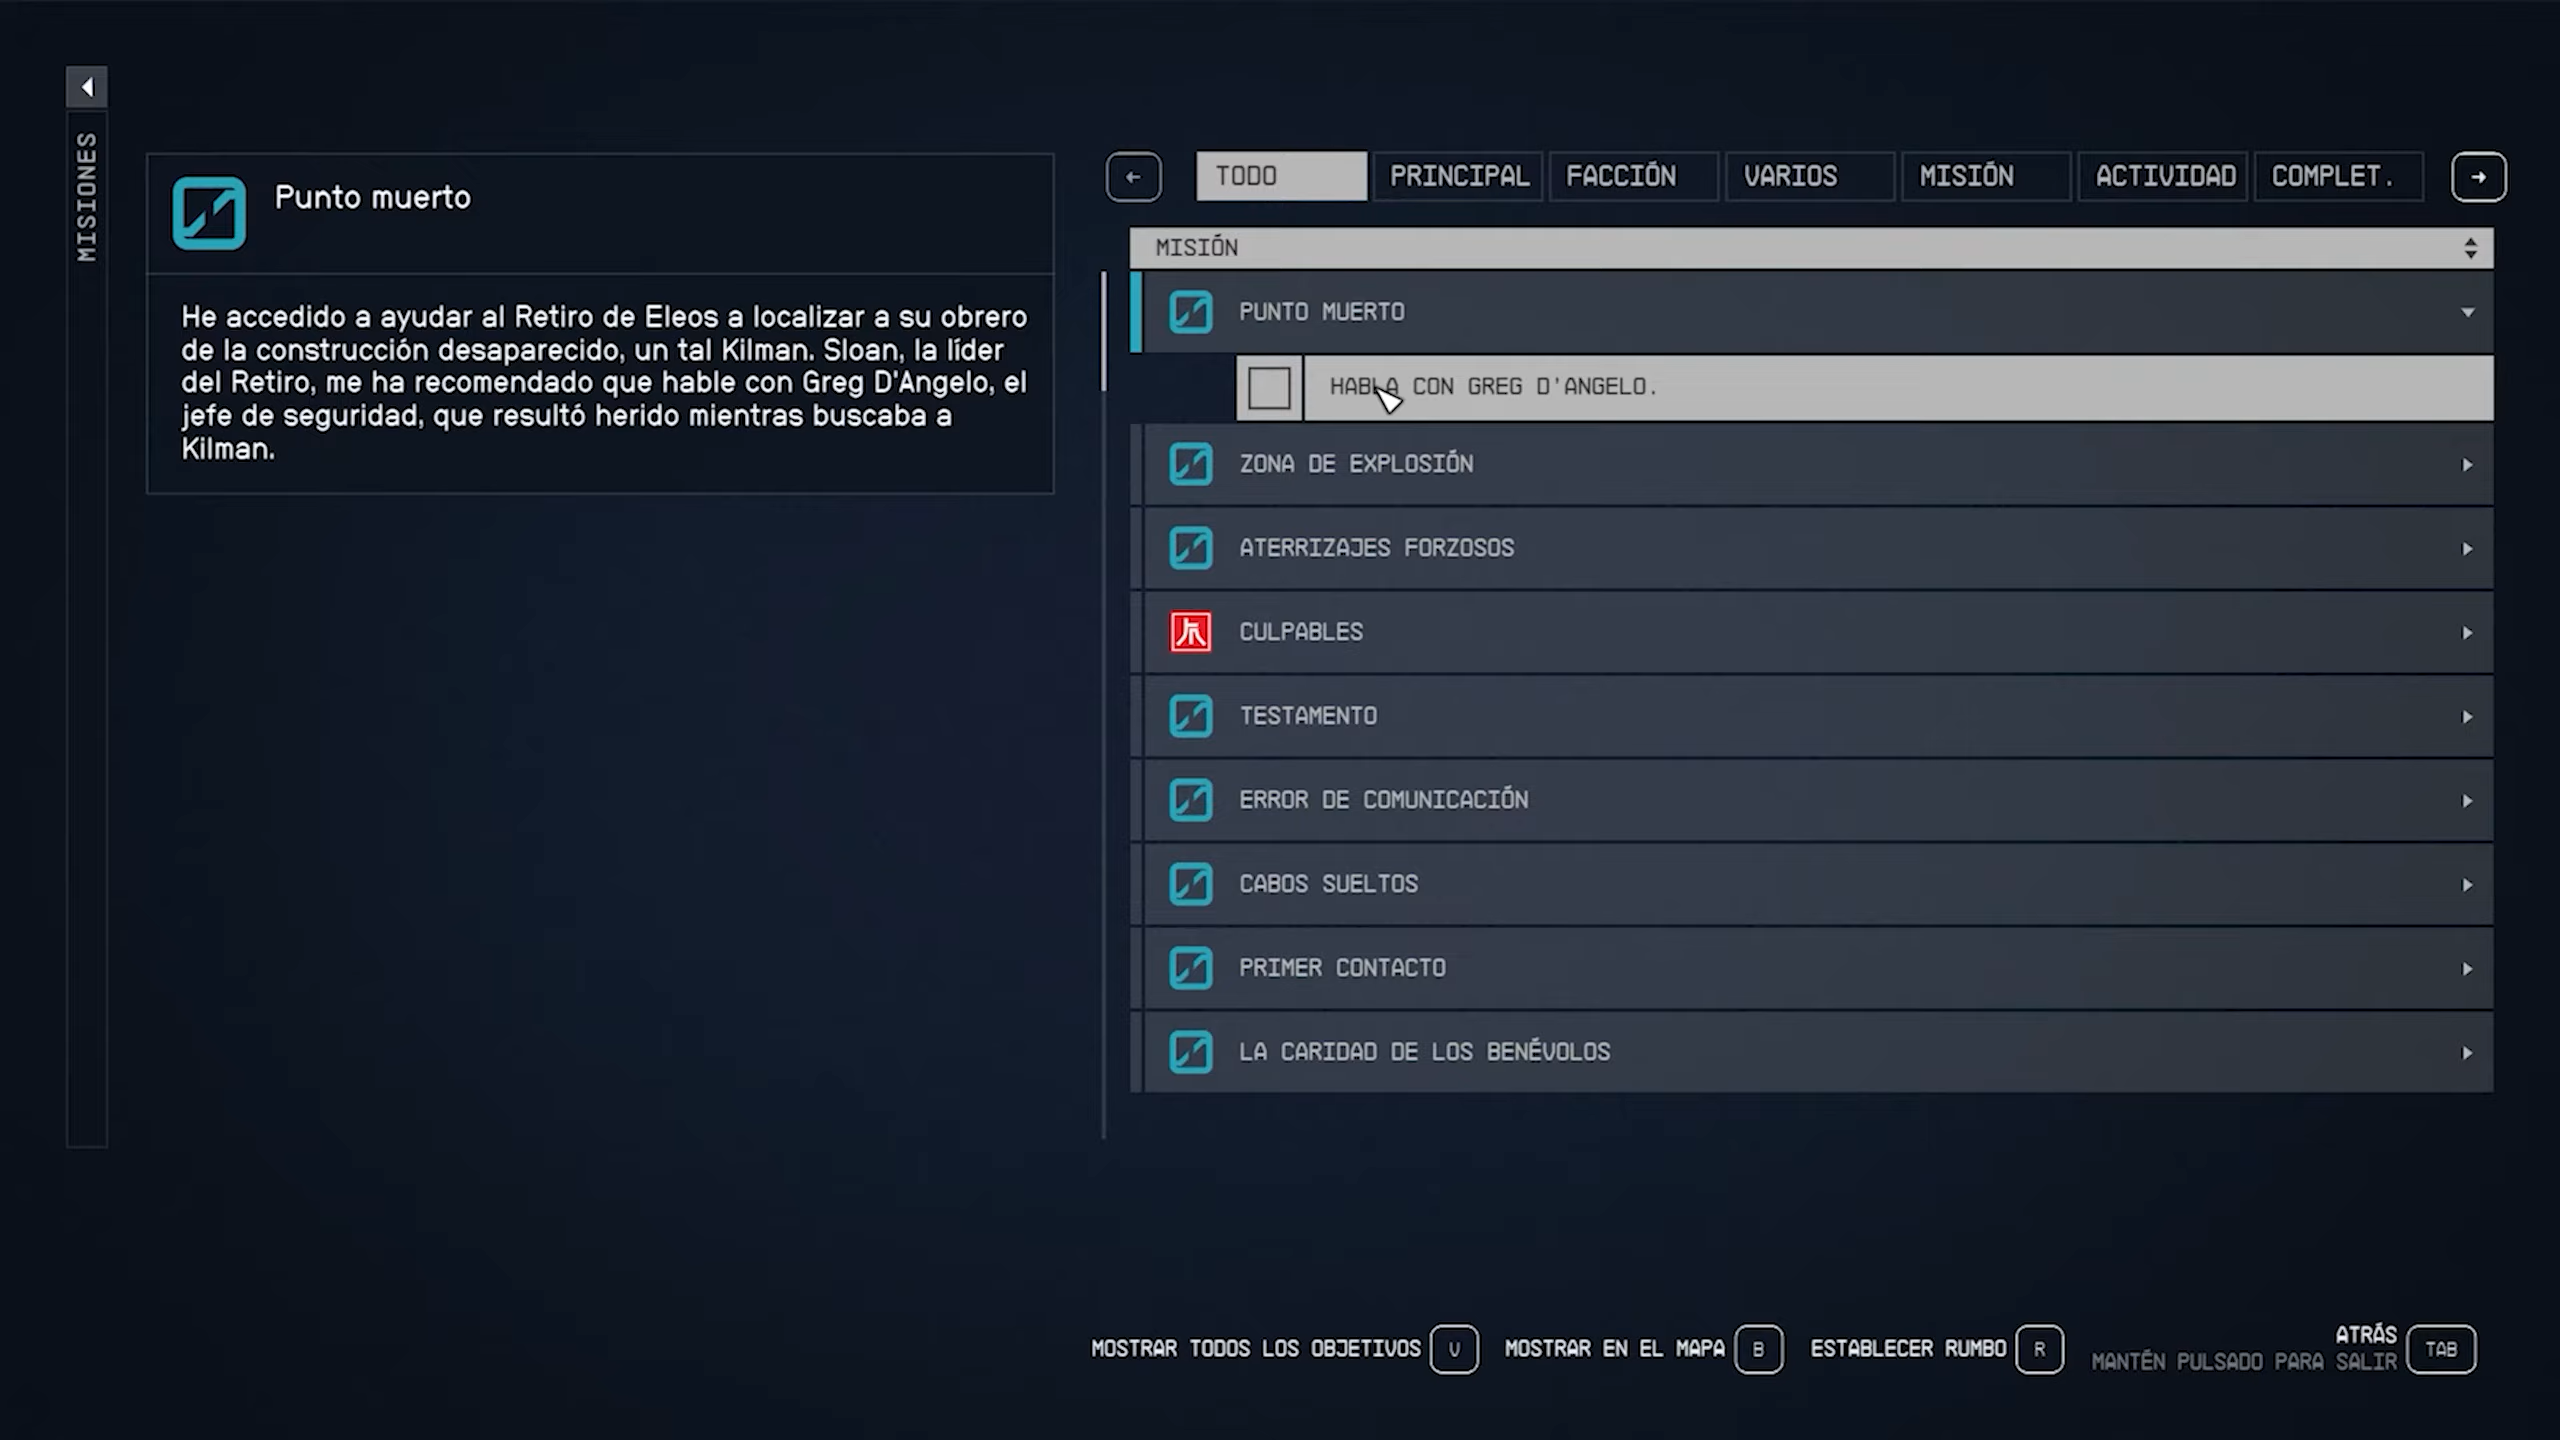 MISIONES
Punto muerto
He accedido a ayudar al Retiro de Eleos a localizar a su obrero
de la construcción desaparecido, un tal Kilman. Sloan, la líder
del Retiro, me ha recomendado que hable con Greg D'Angelo, el
jefe de seguridad, que resultó herido mientras buscaba a
Kilman.
TODO
PRINCIPAL
FACCIÓN
VARIOS
MISIÓN
ACTIVIDAD
COMPLET.
MISIÓN
PUNTO MUERTO
HABLA CON GREG D'ANGELO.
ZONA DE EXPLOSIÓN
ATERRIZAJES FORZOSOS
CULPABLES
TESTAMENTO
ERROR DE COMUNICACIÓN
CABOS SUELTOS
PRIMER CONTACTO
LA CARIDAD DE LOS BENÉVOLOS
MOSTRAR TODOS LOS OBJETIVOS V
MOSTRAR EN EL MAPA B
ESTABLECER RUMBO R
ATRÁS
MANTÉN PULSADO PARA SALIR
TAB